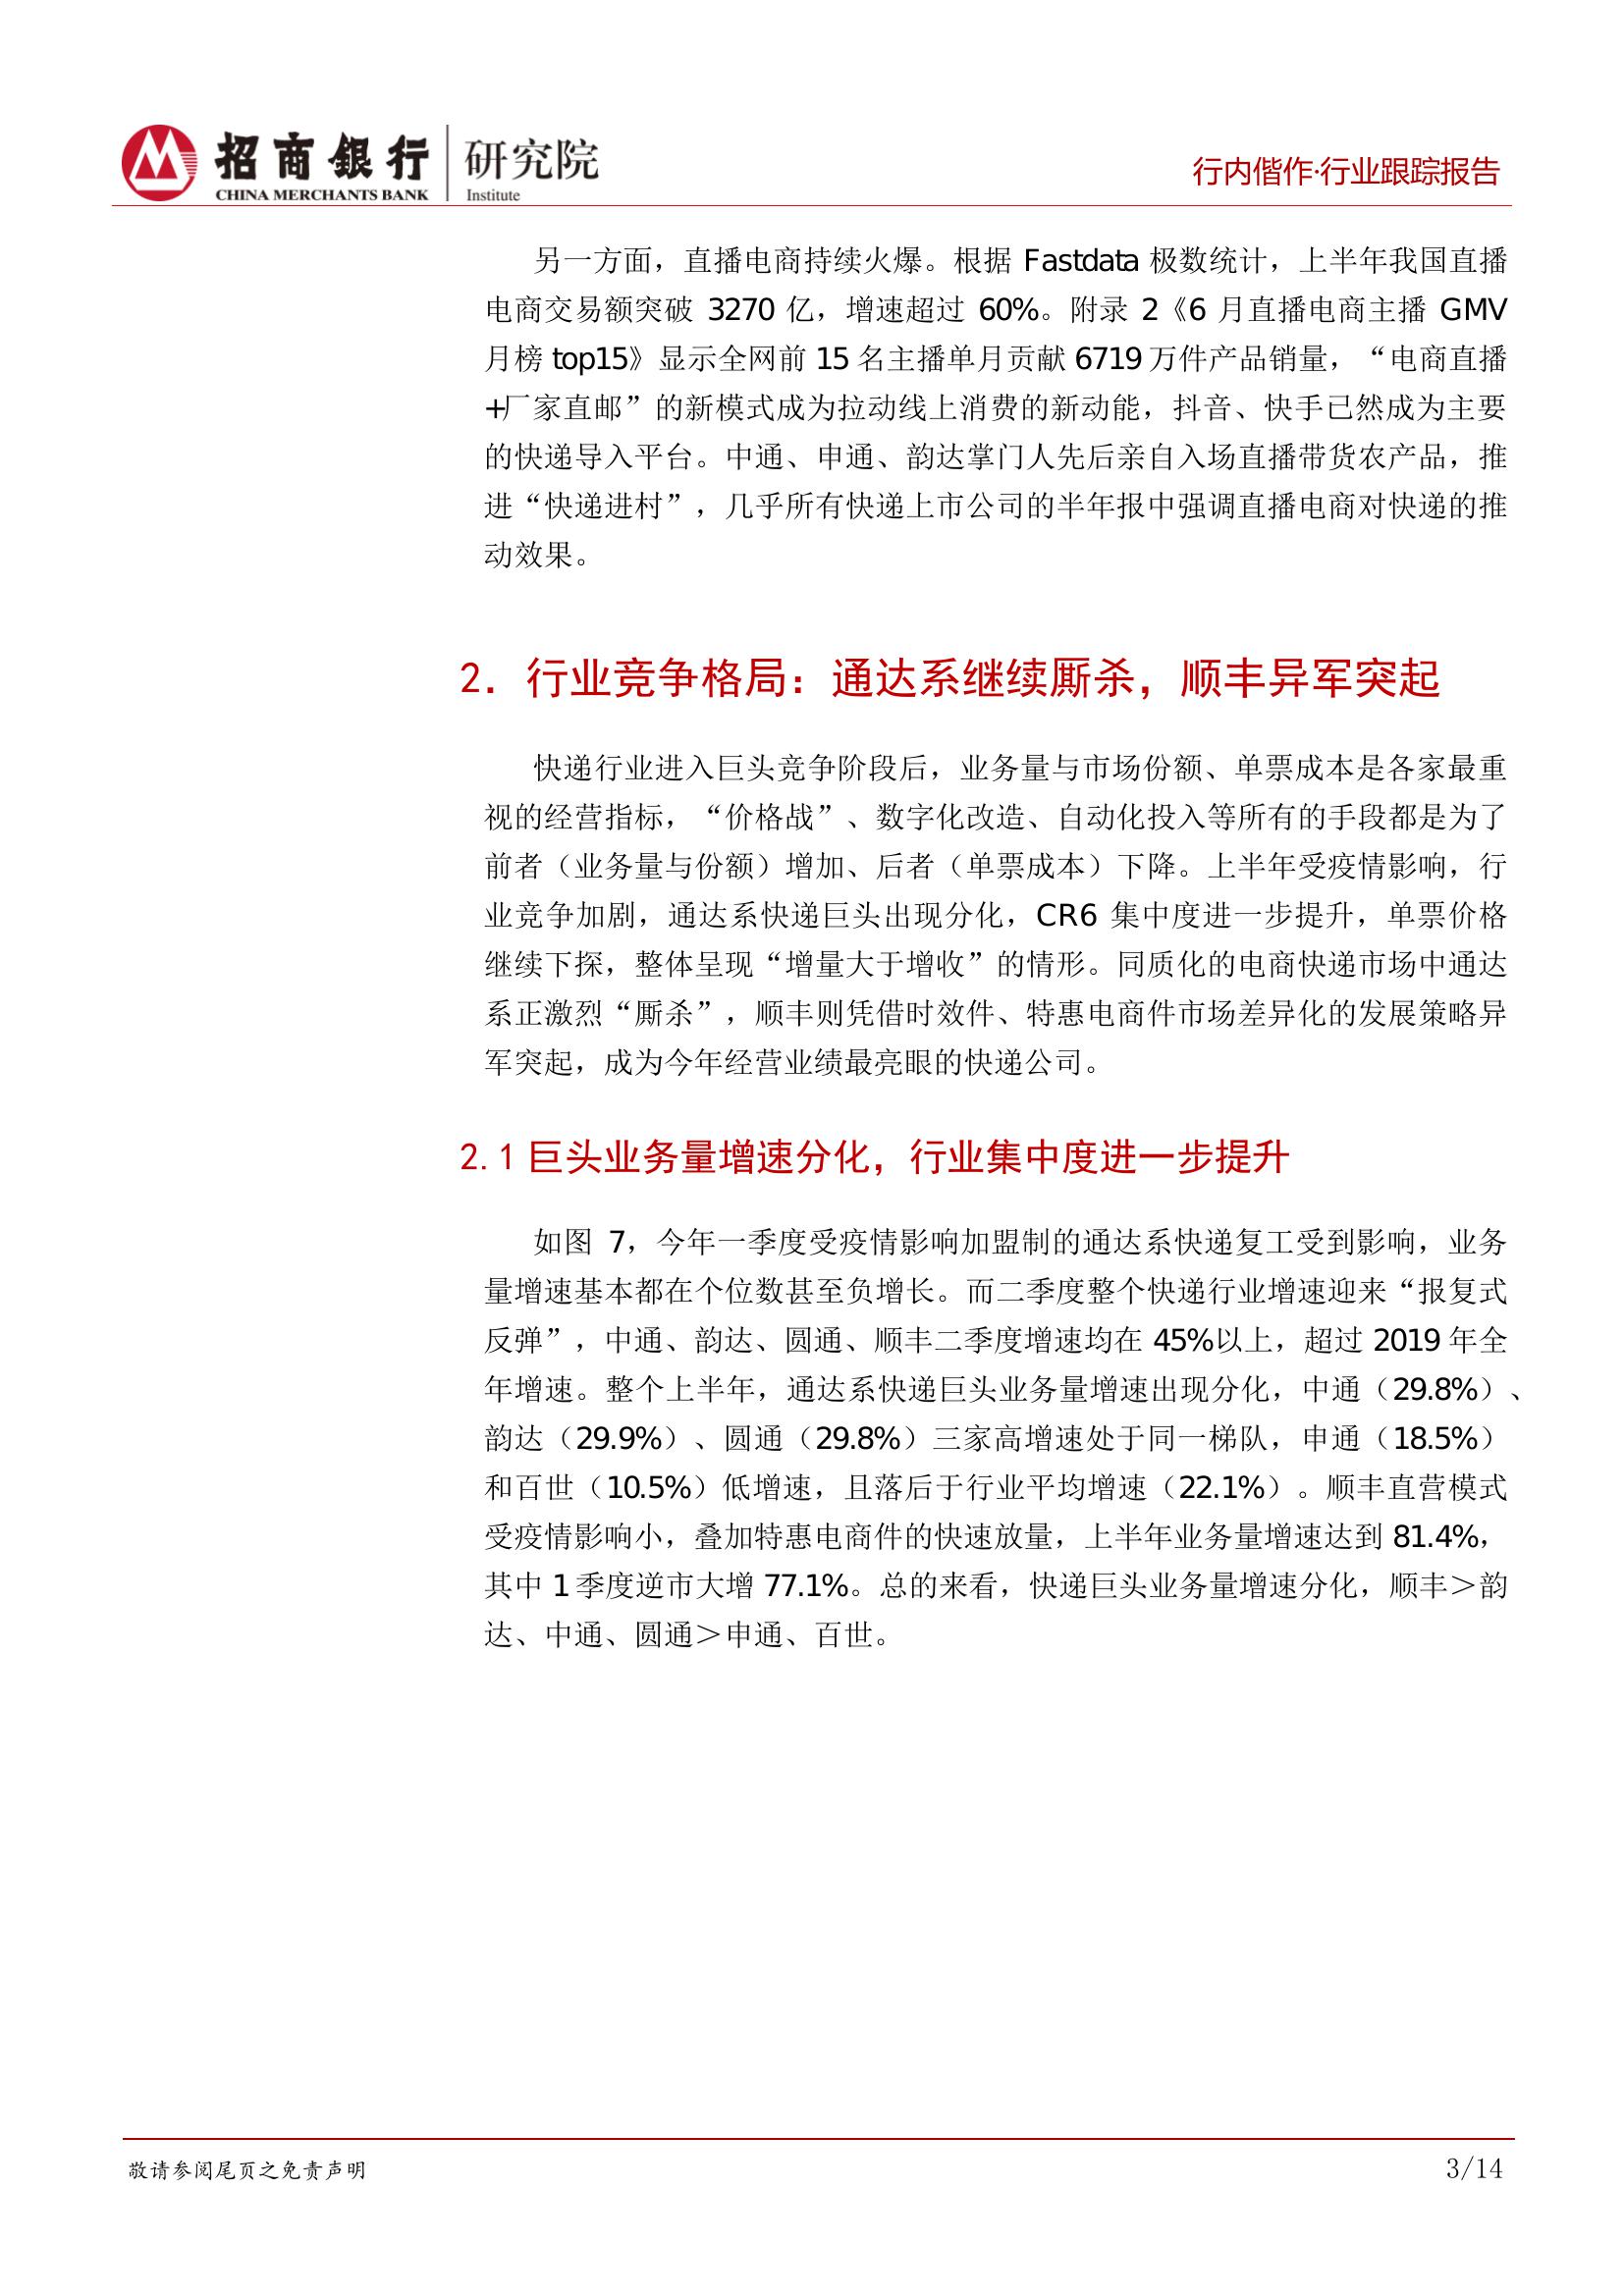 招商銀行
CHINA MERCHANTS BANK
研究院
Institute
行内偕作·行业跟踪报告
另一方面，直播电商持续火爆。根据 Fastdata 极数统计，上半年我国直播
电商交易额突破 3270 亿，增速超过 60%。附录 2《6 月直播电商主播 GMV
月榜 top15》显示全网前 15 名主播单月贡献 6719 万件产品销量，“电商直播
+厂家直邮”的新模式成为拉动线上消费的新动能，抖音、快手已然成为主要
的快递导入平台。中通、申通、韵达掌门人先后亲自入场直播带货农产品，推
进“快递进村”，几乎所有快递上市公司的半年报中强调直播电商对快递的推
动效果。
2. 行业竞争格局：通达系继续厮杀，顺丰异军突起
快递行业进入巨头竞争阶段后，业务量与市场份额、单票成本是各家最重
视的经营指标，“价格战”、数字化改造、自动化投入等所有的手段都是为了
前者（业务量与份额）增加、后者（单票成本）下降。上半年受疫情影响，行
业竞争加剧，通达系快递巨头出现分化，CR6 集中度进一步提升，单票价格
继续下探，整体呈现“增量大于增收”的情形。同质化的电商快递市场中通达
系正激烈“厮杀”，顺丰则凭借时效件、特惠电商件市场差异化的发展策略异
军突起，成为今年经营业绩最亮眼的快递公司。
2.1 巨头业务量增速分化，行业集中度进一步提升
如图 7，今年一季度受疫情影响加盟制的通达系快递复工受到影响，业务
量增速基本都在个位数甚至负增长。而二季度整个快递行业增速迎来“报复式
反弹”，中通、韵达、圆通、顺丰二季度增速均在 45%以上，超过 2019 年全
年增速。整个上半年，通达系快递巨头业务量增速出现分化，中通（29.8%）、
韵达（29.9%）、圆通（29.8%）三家高增速处于同一梯队，申通（18.5%）
和百世（10.5%）低增速，且落后于行业平均增速（22.1%）。顺丰直营模式
受疫情影响小，叠加特惠电商件的快速放量，上半年业务量增速达到 81.4%，
其中 1 季度逆市大增 77.1%。总的来看，快递巨头业务量增速分化，顺丰＞韵
达、中通、圆通＞申通、百世。
敬请参阅尾页之免责声明
3/14